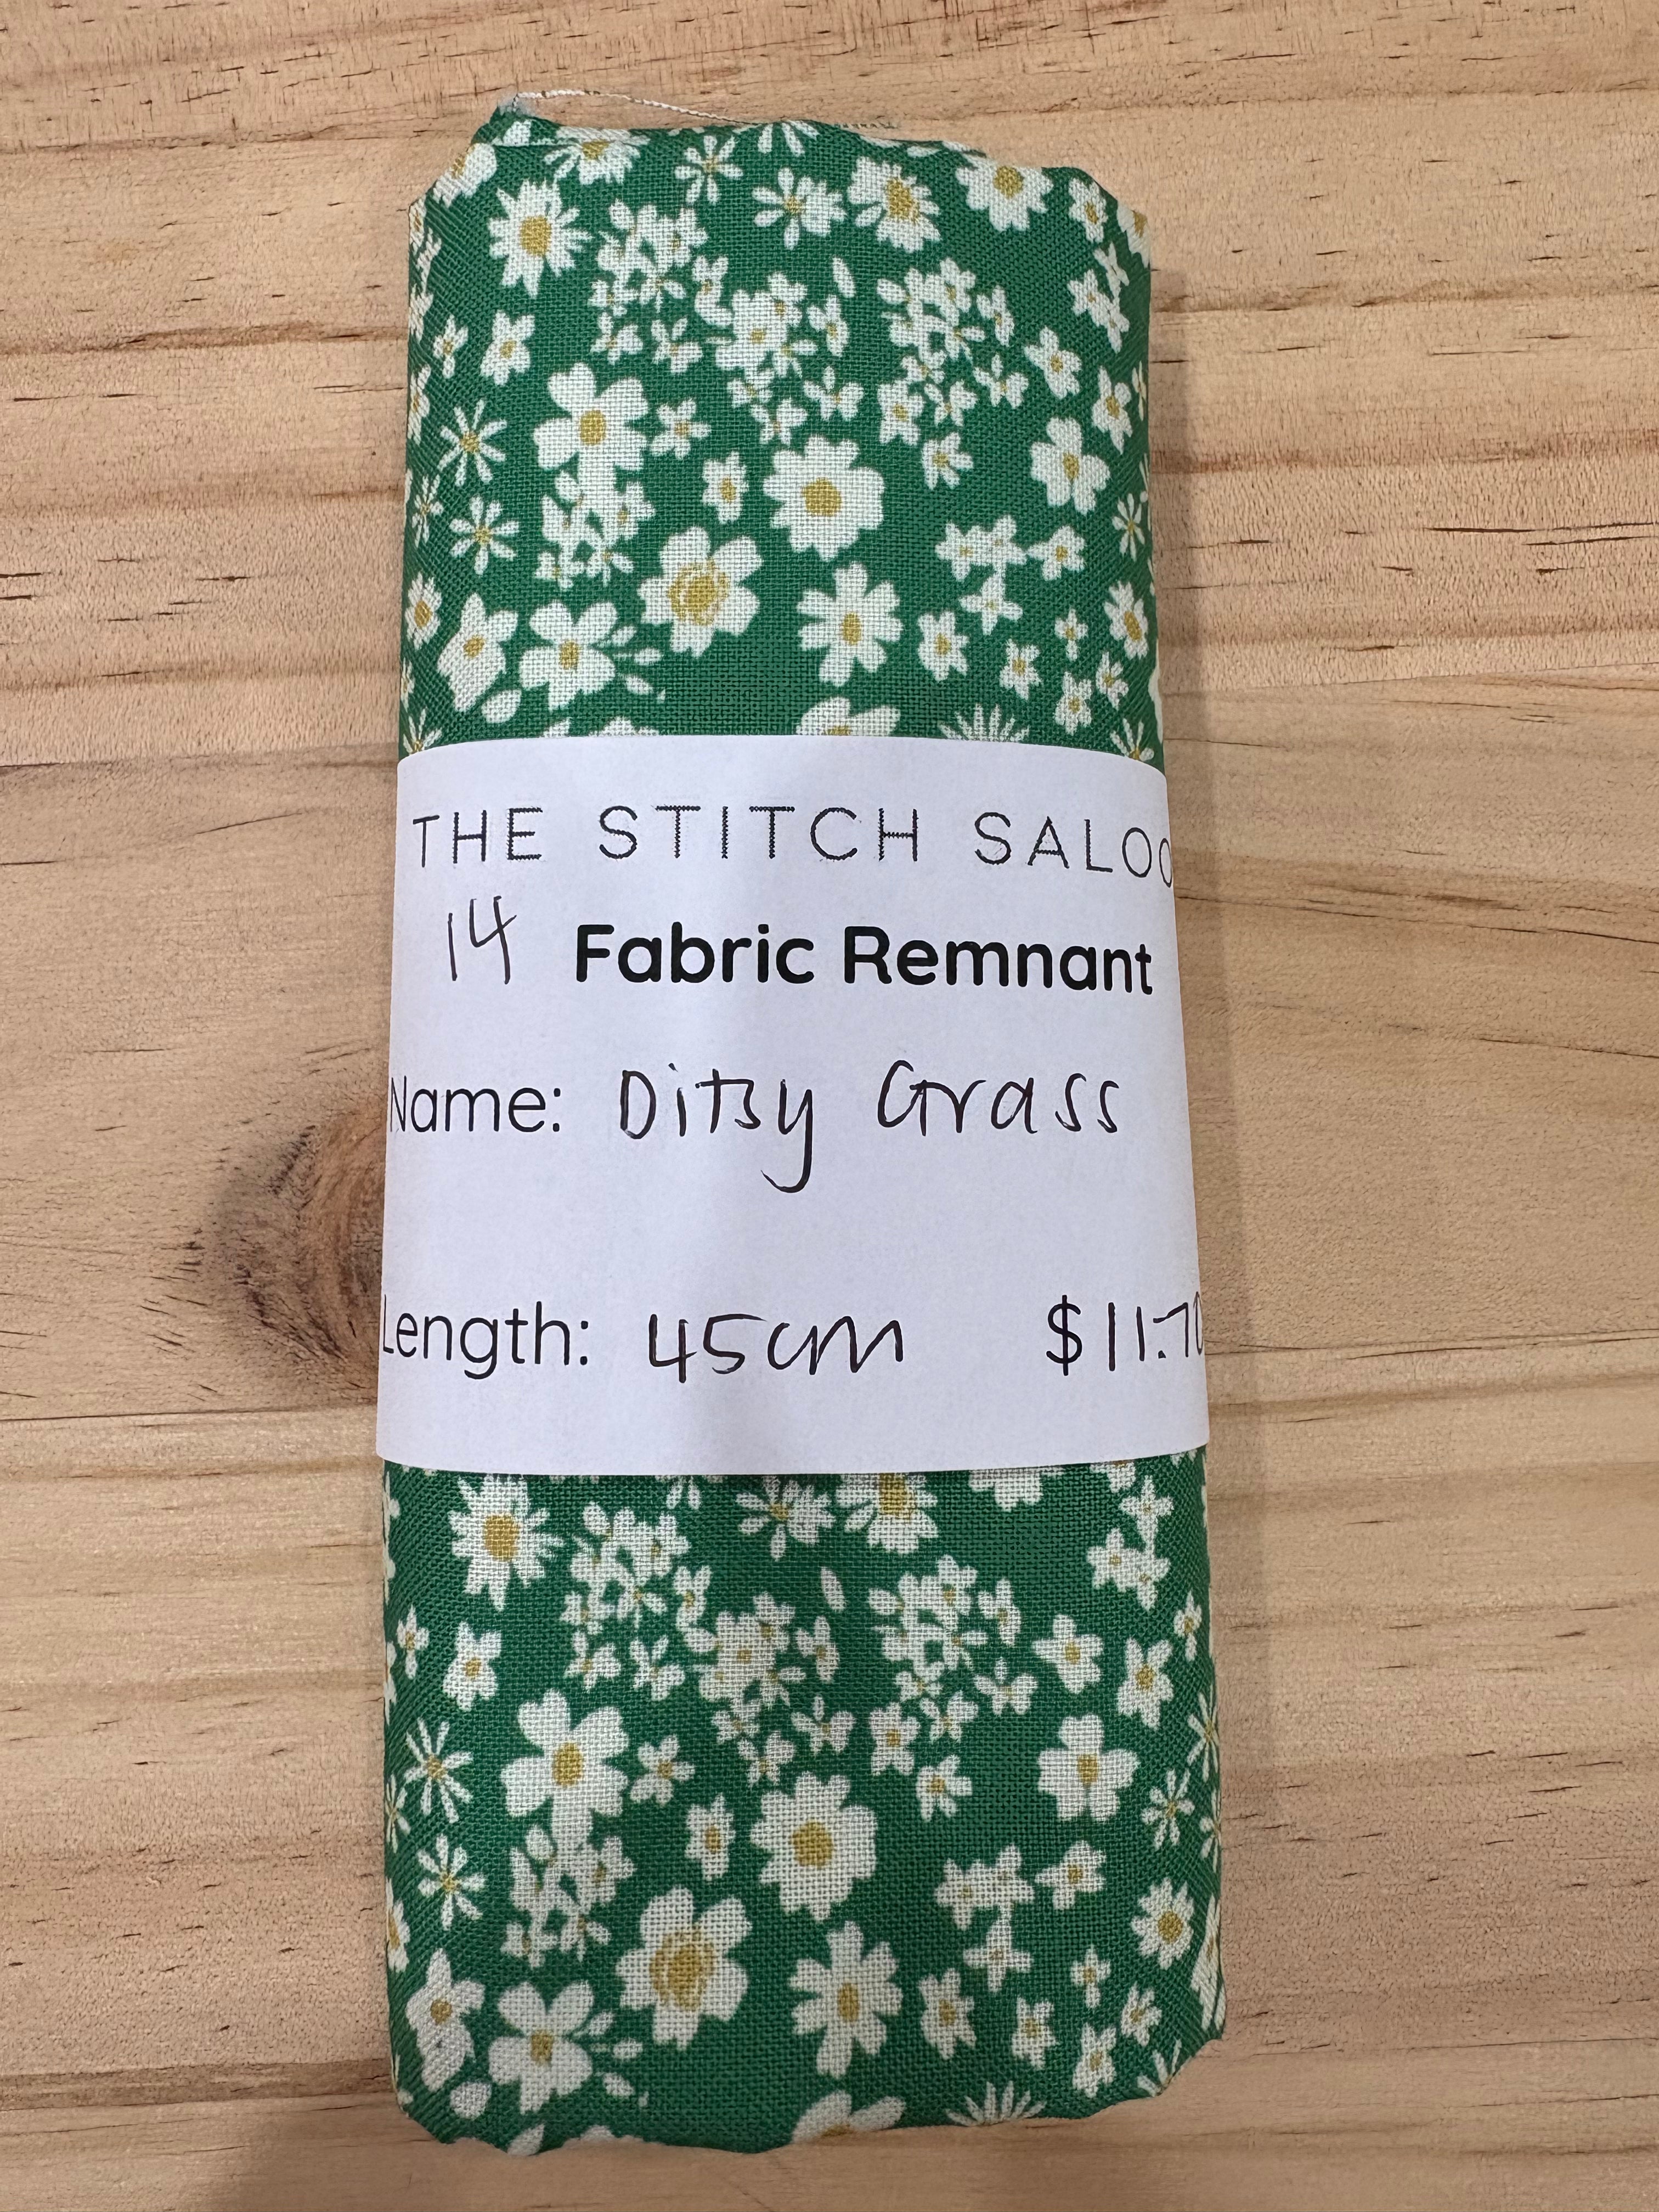 THE STITCH SALOO
14 Fabric Remnant
Name: Ditsy Grass
Length: 45cm $11.70